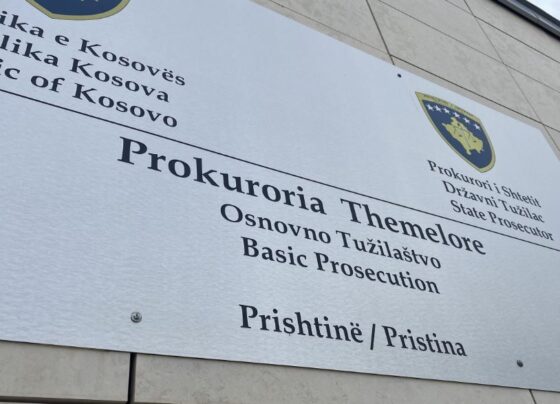 ika e Kosovës
lika Kosova
ic of Kosovo
Prokurori i Shtetit
Državni Tužilac
State Prosecutor
Prokuroria Themelore
Osnovno Tužilaštvo
Basic Prosecution
Prishtinë / Pristina